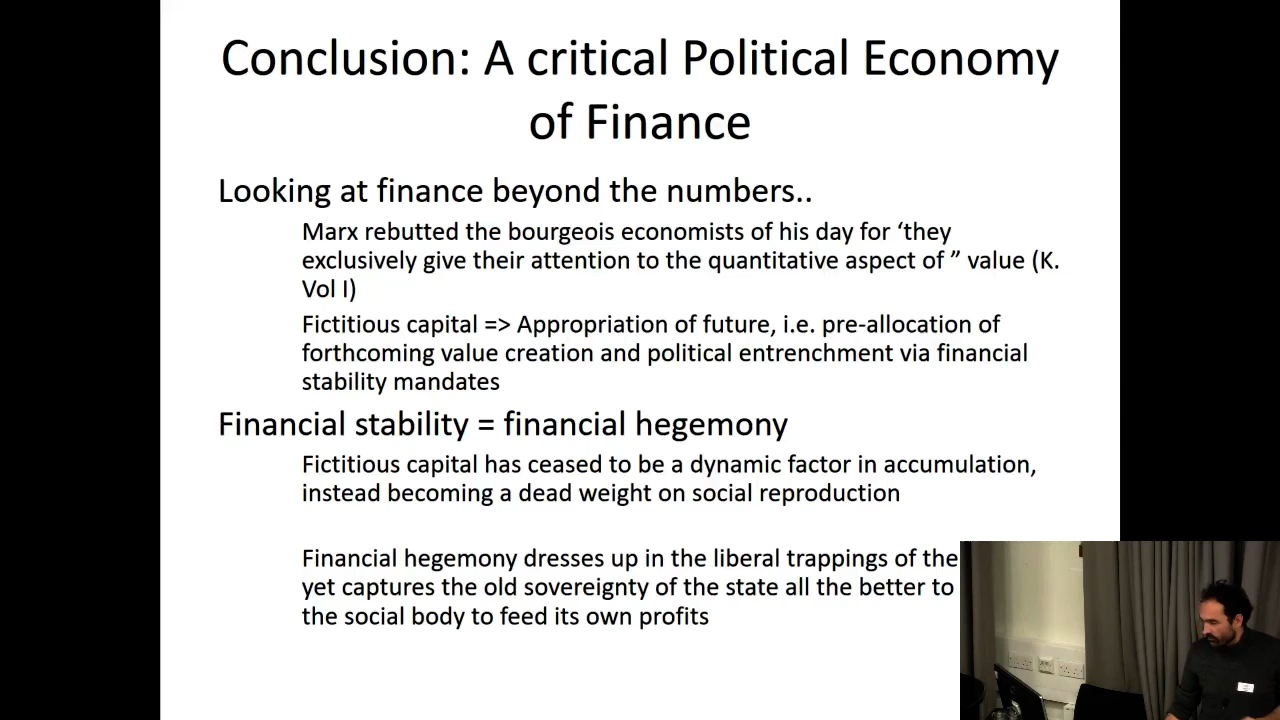 Conclusion: A critical Political Economy
of Finance
Looking at finance beyond the numbers..
Marx rebutted the bourgeois economists of his day for ‘they
exclusively give their attention to the quantitative aspect of ” value (K.
Vol I)
Fictitious capital => Appropriation of future, i.e. pre-allocation of
forthcoming value creation and political entrenchment via financial
stability mandates
Financial stability = financial hegemony
Fictitious capital has ceased to be a dynamic factor in accumulation,
instead becoming a dead weight on social reproduction
Financial hegemony dresses up in the liberal trappings of the
yet captures the old sovereignty of the state all the better to
the social body to feed its own profits